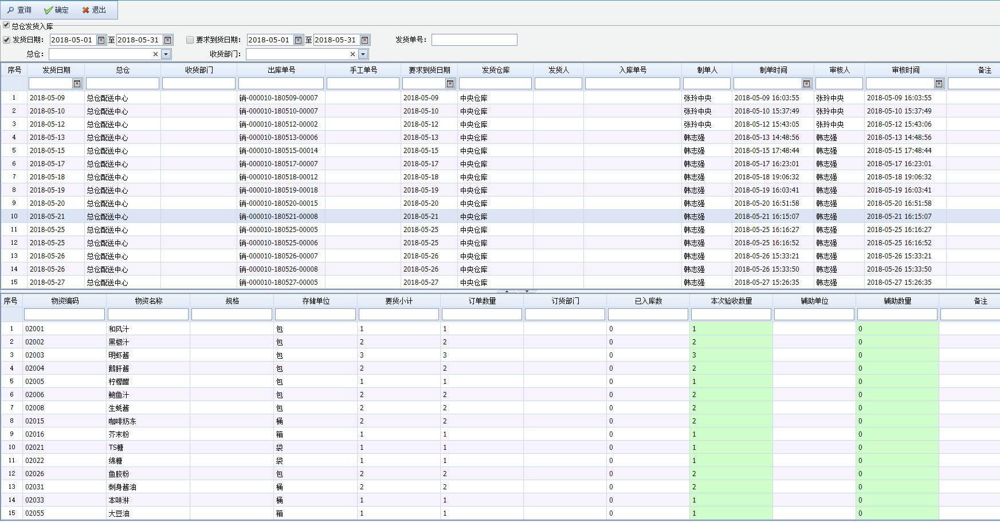 查询 确定 退出
总仓发货入库
发货日期： 2018-05-01 至 2018-05-31 要求到货日期： 2018-05-01 至 2018-05-31 发货单号：
总仓： 收货部门：
序号 发货日期 总仓 收货部门 出库单号 手工单号 要求到货日期 发货仓库 发货人 入库单号 制单人 制单时间 审核人 审核时间 备注
1 2018-05-09 总仓配送中心 销-000010-180509-00007 2018-05-09 中央仓库 张玲中央 2018-05-09 16:03:55 张玲中央 2018-05-09 16:03:55
2 2018-05-10 总仓配送中心 销-000010-180510-00007 2018-05-10 中央仓库 张玲中央 2018-05-10 15:37:49 张玲中央 2018-05-10 15:37:49
3 2018-05-12 总仓配送中心 销-000010-180512-00002 2018-05-12 中央仓库 张玲中央 2018-05-12 15:43:05 张玲中央 2018-05-12 15:43:06
4 2018-05-13 总仓配送中心 销-000010-180513-00006 2018-05-13 中央仓库 韩志强 2018-05-13 14:48:56 韩志强 2018-05-13 14:48:56
5 2018-05-15 总仓配送中心 销-000010-180515-00014 2018-05-15 中央仓库 韩志强 2018-05-15 17:48:44 韩志强 2018-05-15 17:48:44
6 2018-05-17 总仓配送中心 销-000010-180517-00007 2018-05-17 中央仓库 韩志强 2018-05-17 16:23:01 韩志强 2018-05-17 16:23:01
7 2018-05-18 总仓配送中心 销-000010-180518-00012 2018-05-18 中央仓库 韩志强 2018-05-18 19:06:32 韩志强 2018-05-18 19:06:32
8 2018-05-19 总仓配送中心 销-000010-180519-00018 2018-05-19 中央仓库 韩志强 2018-05-19 16:03:41 韩志强 2018-05-19 16:03:41
9 2018-05-20 总仓配送中心 销-000010-180520-00015 2018-05-20 中央仓库 韩志强 2018-05-20 16:51:58 韩志强 2018-05-20 16:51:58
10 2018-05-21 总仓配送中心 销-000010-180521-00008 2018-05-21 中央仓库 韩志强 2018-05-21 16:15:07 韩志强 2018-05-21 16:15:07
11 2018-05-25 总仓配送中心 销-000010-180525-00005 2018-05-25 中央仓库 韩志强 2018-05-25 16:16:27 韩志强 2018-05-25 16:16:27
12 2018-05-25 总仓配送中心 销-000010-180525-00006 2018-05-25 中央仓库 韩志强 2018-05-25 16:16:52 韩志强 2018-05-25 16:16:52
13 2018-05-26 总仓配送中心 销-000010-180526-00007 2018-05-26 中央仓库 韩志强 2018-05-26 15:33:21 韩志强 2018-05-26 15:33:21
14 2018-05-26 总仓配送中心 销-000010-180526-00008 2018-05-26 中央仓库 韩志强 2018-05-26 15:33:50 韩志强 2018-05-26 15:33:50
15 2018-05-27 总仓配送中心 销-000010-180527-00005 2018-05-27 中央仓库 韩志强 2018-05-27 15:26:35 韩志强 2018-05-27 15:26:35
序号 物资编码 物资名称 规格 存储单位 要货小计 订单数量 订货部门 已入库数 本次验收数量 辅助单位 辅助数量 备注
1 02001 和风汁 包 1 1 0 1 0
2 02002 黑椒汁 包 2 2 0 2 0
3 02003 明虾酱 包 3 3 0 3 0
4 02004 鹅肝酱 包 2 2 0 2 0
5 02005 柠檬醋 包 1 1 0 1 0
6 02006 鲍鱼汁 包 2 2 0 2 0
7 02008 生蚝酱 包 2 2 0 2 0
8 02015 咖啡奶冻 桶 2 2 0 2 0
9 02016 芥末粉 箱 1 1 0 1 0
10 02021 TS糖 袋 1 1 0 1 0
11 02022 绵糖 袋 1 1 0 1 0
12 02026 鱼胶粉 包 2 2 0 2 0
13 02031 刺身酱油 桶 2 2 0 2 0
14 02033 本味淋 桶 1 1 0 1 0
15 02055 大豆油 箱 1 1 0 1 0